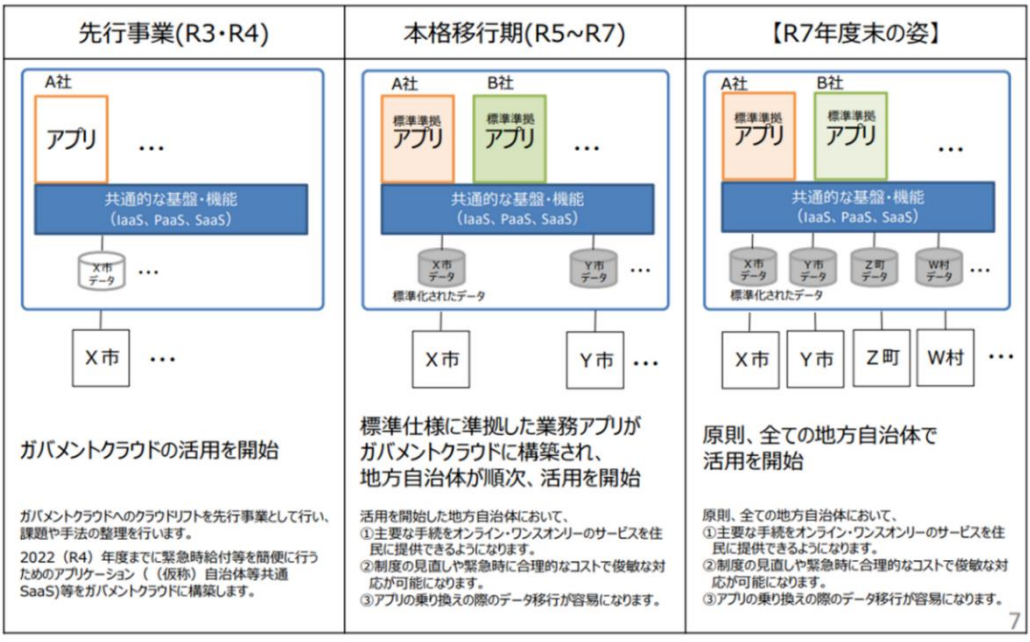 先行事業(R3・R4)
A社
アプリ
…
共通的な基盤・機能
（IaaS、PaaS、SaaS）
X市
データ
…
X市
…
ガバメントクラウドの活用を開始
ガバメントクラウドへのクラウドリフトを先行事業として行い、
課題や手法の整理を行います。
2022（R4）年度までに緊急時給付等を簡便に行う
ためのアプリケーション（（仮称）自治体等共通
SaaS)等をガバメントクラウドに構築します。
本格移行期(R5~R7)
A社
B社
標準準拠
アプリ
標準準拠
アプリ
…
共通的な基盤・機能
（IaaS、PaaS、SaaS）
X市
データ
Y市
データ
…
標準化されたデータ
X市
Y市
…
標準仕様に準拠した業務アプリが
ガバメントクラウドに構築され、
地方自治体が順次、活用を開始
活用を開始した地方自治体において、
①主要な手続をオンライン・ワンスオンリーのサービスを住
民に提供できるようになります。
②制度の見直しや緊急時に合理的なコストで俊敏な対
応が可能になります。
③アプリの乗り換えの際のデータ移行が容易になります。
【R7年度末の姿】
A社
B社
標準準拠
アプリ
標準準拠
アプリ
…
共通的な基盤・機能
（IaaS、PaaS、SaaS）
X市
データ
Y市
データ
Z町
データ
W村
データ
…
標準化されたデータ
X市
Y市
Z町
W村
…
原則、全ての地方自治体で
活用を開始
原則、全ての地方自治体において、
①主要な手続をオンライン・ワンスオンリーのサービスを住
民に提供できるようになります。
②制度の見直しや緊急時に合理的なコストで俊敏な対
応が可能になります。
③アプリの乗り換えの際のデータ移行が容易になります。
7